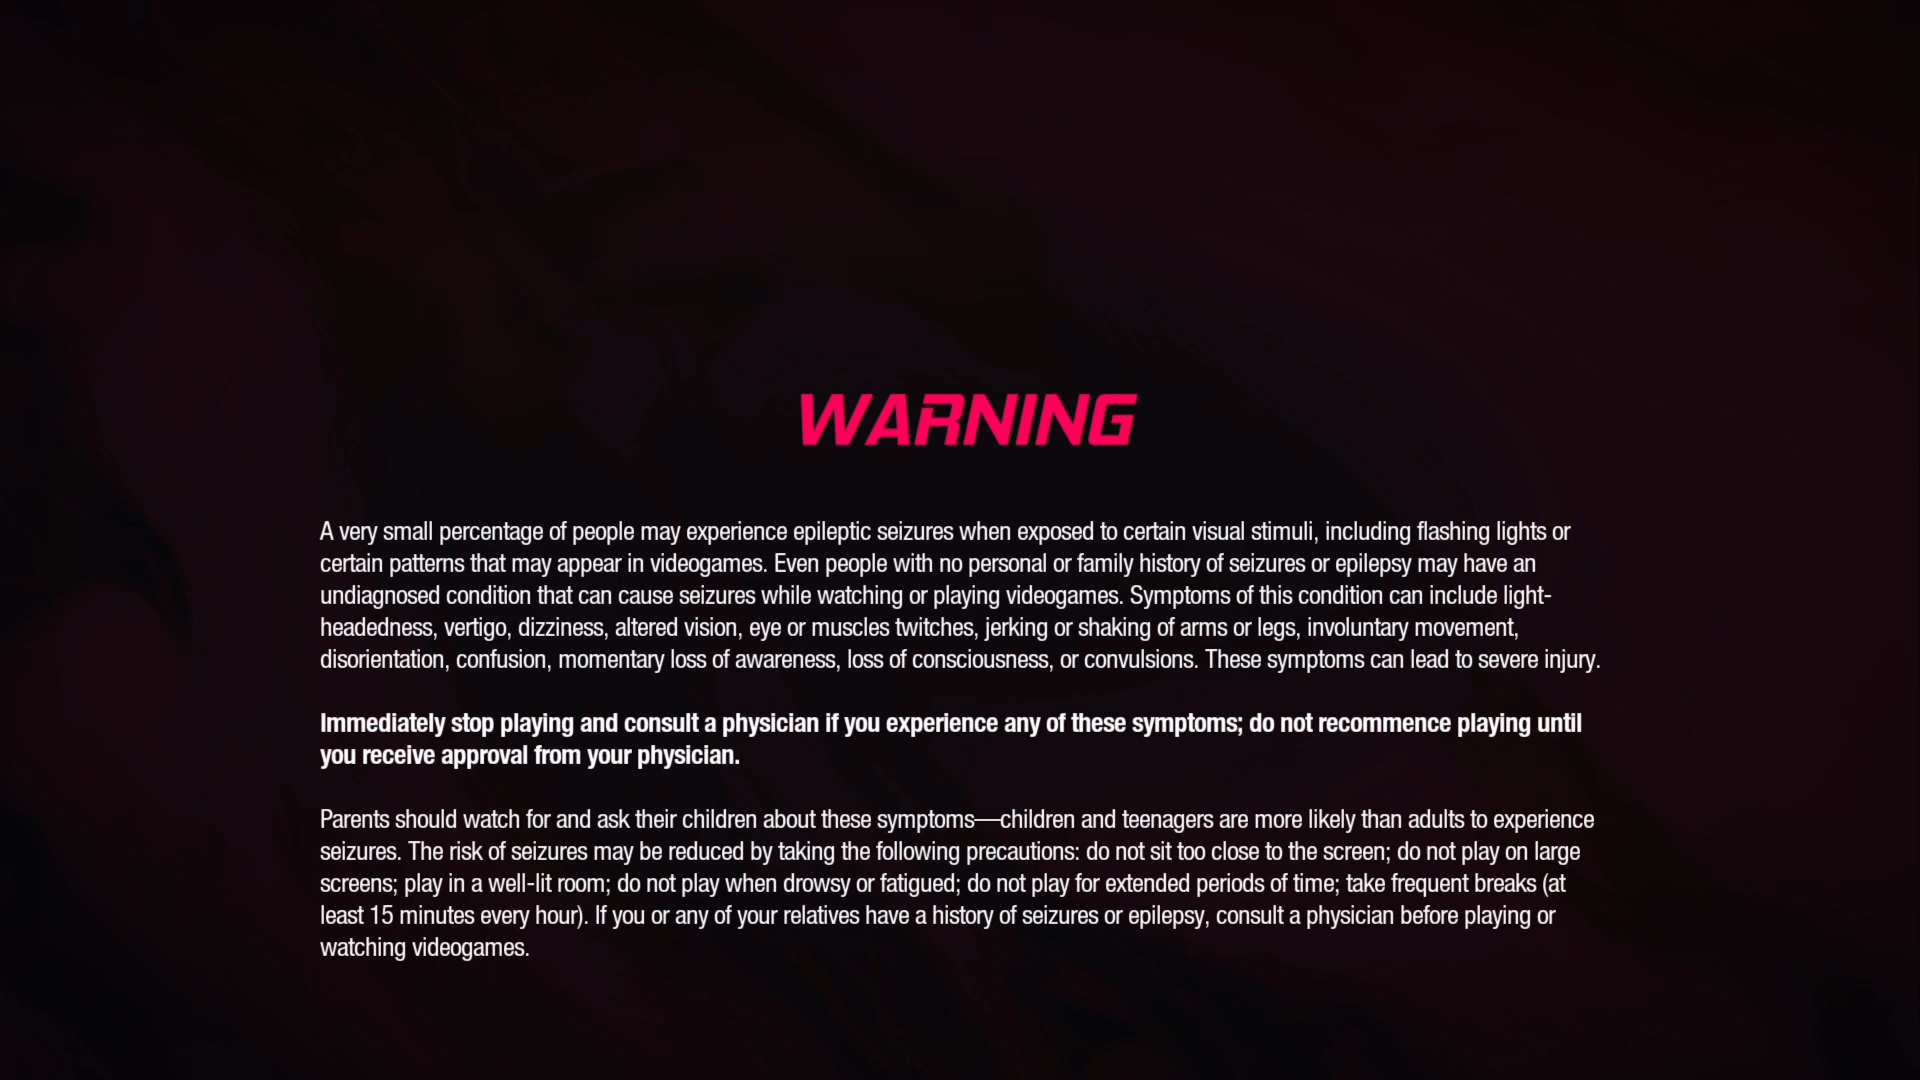 WARNING
A very small percentage of people may experience epileptic seizures when exposed to certain visual stimuli, including flashing lights or
certain patterns that may appear in videogames. Even people with no personal or family history of seizures or epilepsy may have an
undiagnosed condition that can cause seizures while watching or playing videogames. Symptoms of this condition can include light-
headedness, vertigo, dizziness, altered vision, eye or muscles twitches, jerking or shaking of arms or legs, involuntary movement,
disorientation, confusion, momentary loss of awareness, loss of consciousness, or convulsions. These symptoms can lead to severe injury.
Immediately stop playing and consult a physician if you experience any of these symptoms; do not recommence playing until
you receive approval from your physician.
Parents should watch for and ask their children about these symptoms—children and teenagers are more likely than adults to experience
seizures. The risk of seizures may be reduced by taking the following precautions: do not sit too close to the screen; do not play on large
screens; play in a well-lit room; do not play when drowsy or fatigued; do not play for extended periods of time; take frequent breaks (at
least 15 minutes every hour). If you or any of your relatives have a history of seizures or epilepsy, consult a physician before playing or
watching videogames.